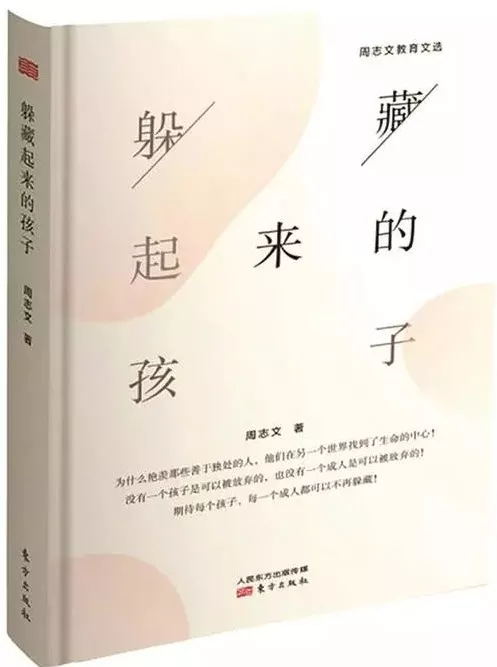 躲藏起来的孩子
周志文 著
东方出版社
周志文教育文选
躲 藏
起 来 的
孩 子
周志文 著
为什么绝羡那些善于独处的人，他们在另一个世界找到了生命的中心！
没有一个孩子是可以被放弃的，也没有一个成人是可以被放弃的！
期待每个孩子，每一个成人都可以不再躲藏！
人民东方出版传媒
东方出版社